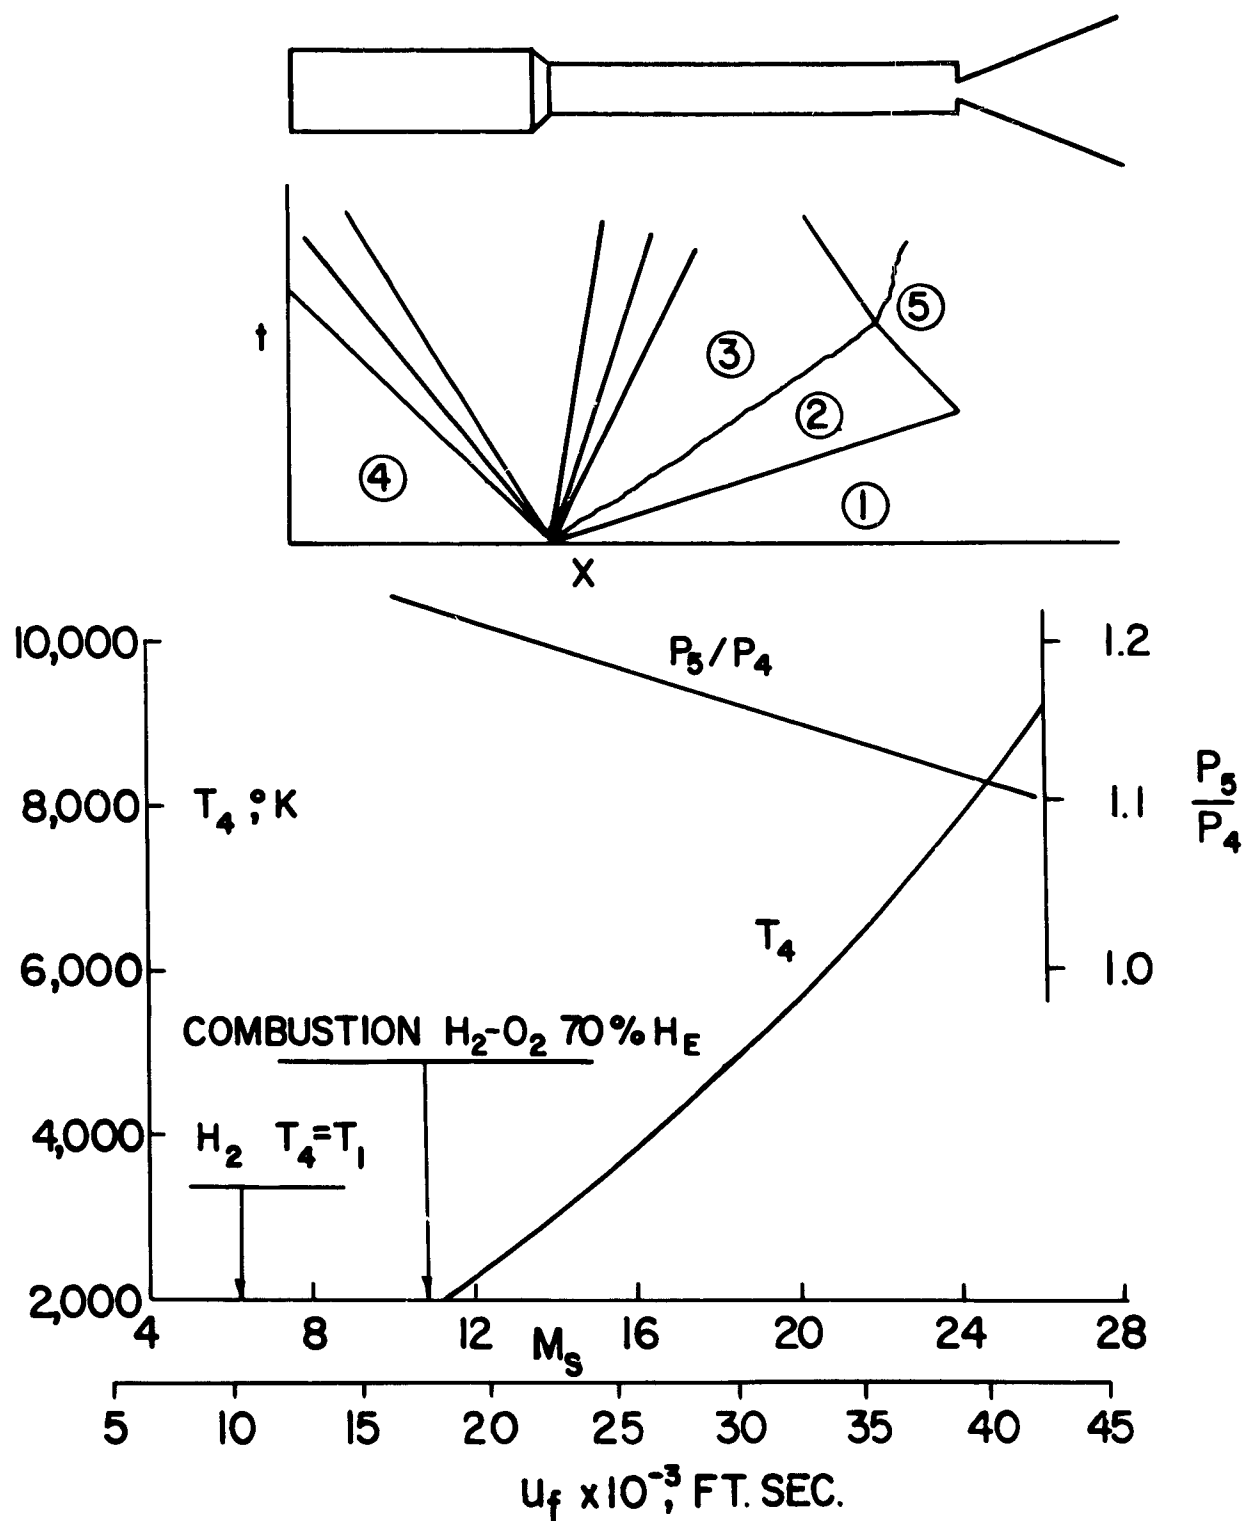 t
5
3
2
4
1
X
10,000
8,000
6,000
4,000
2,000
P5/P4
T4, °K
T4
1.2
1.1
1.0
P5
P4
COMBUSTION H2-O2 70% HE
H2 T4=T1
4 8 12 16 20 24 28
MS
5 10 15 20 25 30 35 40 45
uf x10-3, FT. SEC.